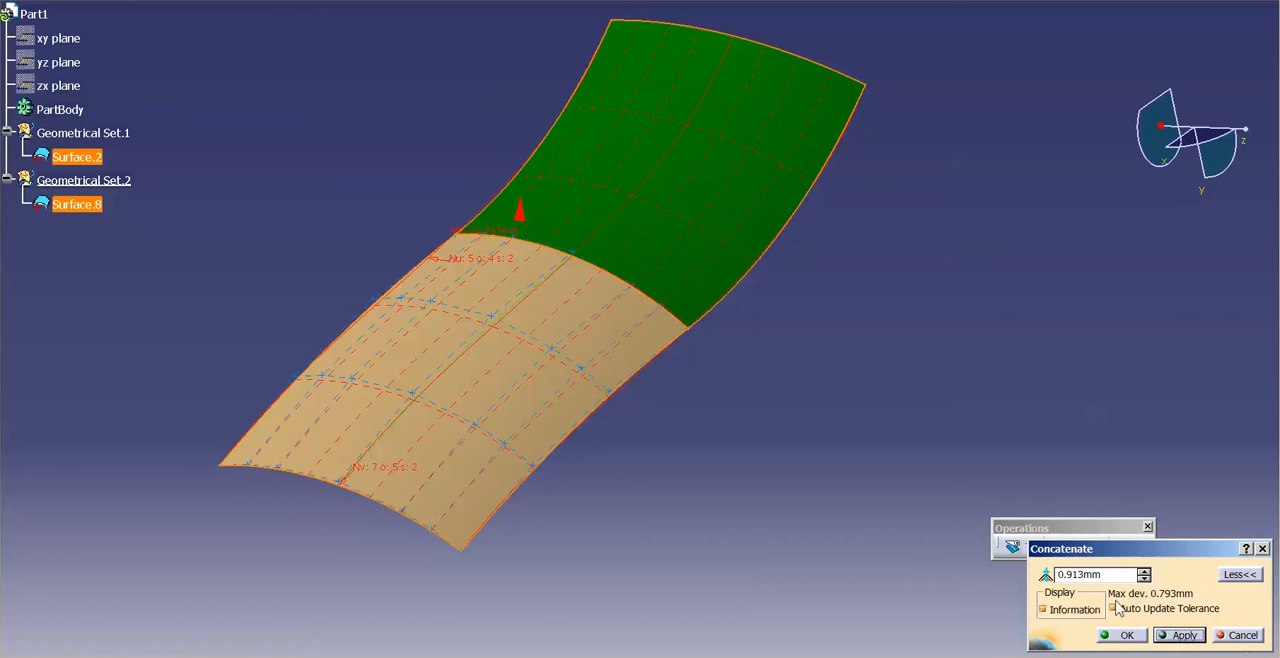 Part1
xy plane
yz plane
zx plane
PartBody
Geometrical Set.1
Surface.2
Geometrical Set.2
Surface.8
z
x
y
Nu: 5 o: 4 s: 2
Nv: 7 o: 5 s: 2
Operations
Concatenate
0.913mm
Less<<
Display
Max dev. 0.793mm
Information
Auto Update Tolerance
OK
Apply
Cancel